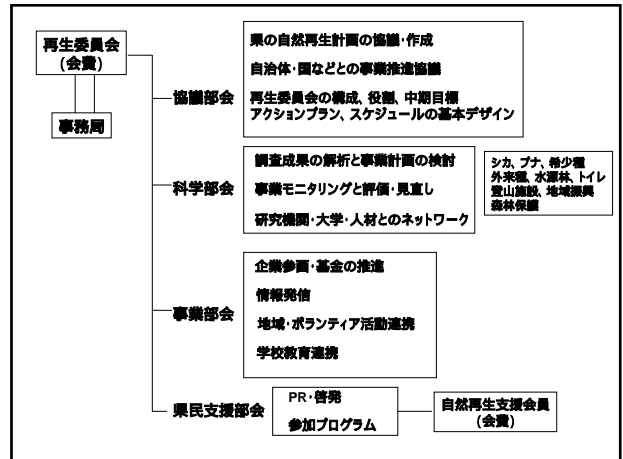 再生委員会
(会費)
事務局
協議部会
県の自然再生計画の協議・作成
自治体・国などとの事業推進協議
再生委員会の構成、役割、中期目標
アクションプラン、スケジュールの基本デザイン
科学部会
調査成果の解析と事業計画の検討
事業モニタリングと評価・見直し
研究機関・大学・人材とのネットワーク
シカ、ブナ、希少種
外来種、水源林、トイレ
登山施設、地域振興
森林保護
事業部会
企業参画・基金の推進
情報発信
地域・ボランティア活動連携
学校教育連携
県民支援部会
PR・啓発
参加プログラム
自然再生支援会員
(会費)